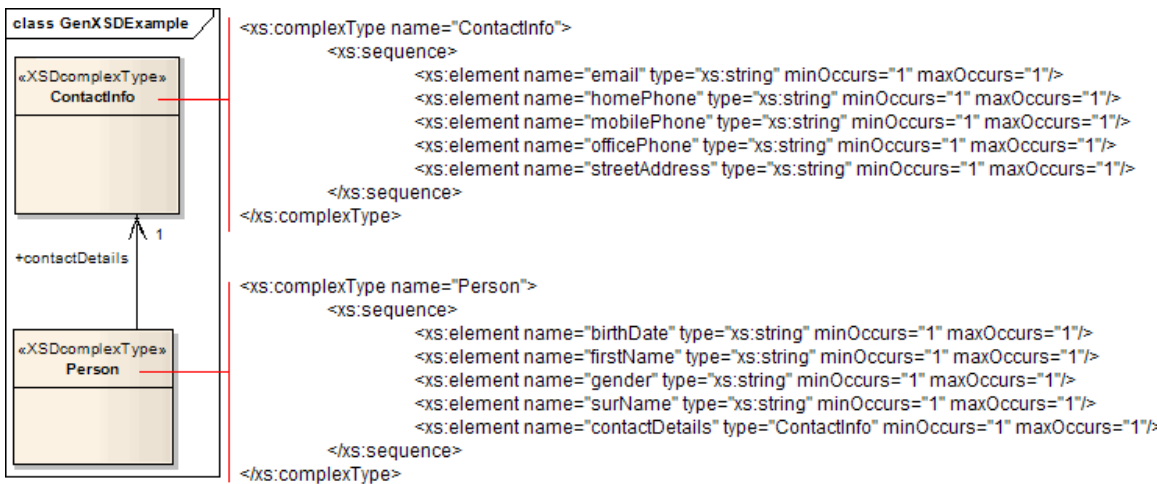 class GenXSDExample
«XSDcomplexType»
ContactInfo
1
+contactDetails
«XSDcomplexType»
Person
<xs:complexType name="ContactInfo">
<xs:sequence>
<xs:element name="email" type="xs:string" minOccurs="1" maxOccurs="1"/>
<xs:element name="homePhone" type="xs:string" minOccurs="1" maxOccurs="1"/>
<xs:element name="mobilePhone" type="xs:string" minOccurs="1" maxOccurs="1"/>
<xs:element name="officePhone" type="xs:string" minOccurs="1" maxOccurs="1"/>
<xs:element name="streetAddress" type="xs:string" minOccurs="1" maxOccurs="1"/>
</xs:sequence>
</xs:complexType>
<xs:complexType name="Person">
<xs:sequence>
<xs:element name="birthDate" type="xs:string" minOccurs="1" maxOccurs="1"/>
<xs:element name="firstName" type="xs:string" minOccurs="1" maxOccurs="1"/>
<xs:element name="gender" type="xs:string" minOccurs="1" maxOccurs="1"/>
<xs:element name="surName" type="xs:string" minOccurs="1" maxOccurs="1"/>
<xs:element name="contactDetails" type="ContactInfo" minOccurs="1" maxOccurs="1"/>
</xs:sequence>
</xs:complexType>